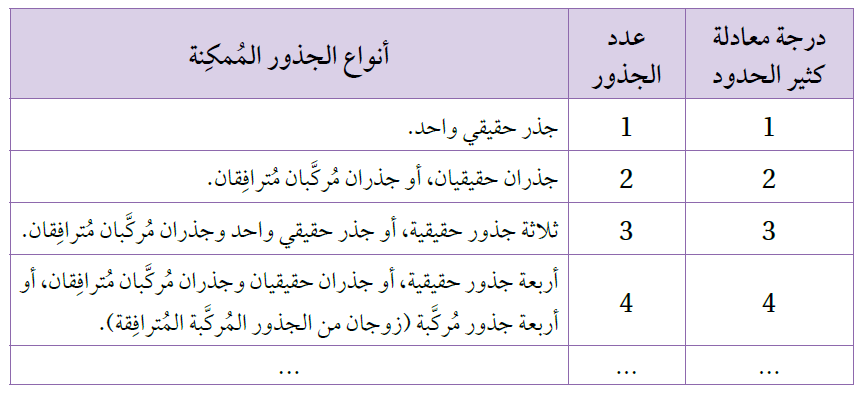 درجة معادلة
كثير الحدود
عدد
الجذور
أنواع الجذور المُمكِنة
1
1
جذر حقيقي واحد.
2
2
جذران حقيقيان، أو جذران مُركَّبان مُترافِقان.
3
3
ثلاثة جذور حقيقية، أو جذر حقيقي واحد وجذران مُركَّبان مُترافِقان.
4
4
أربعة جذور حقيقية، أو جذران حقيقيان وجذران مُركَّبان مُترافِقان، أو
أربعة جذور مُركَّبة (زوجان من الجذور المُركَّبة المُترافِقة).
...
...
...